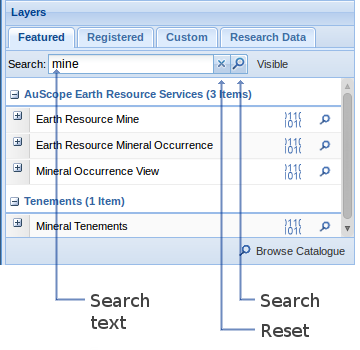 Layers
Featured Registered Custom Research Data
Search: mine Visible
AuScope Earth Resource Services (3 Items)
Earth Resource Mine
Earth Resource Mineral Occurrence
Mineral Occurrence View
Tenements (1 Item)
Mineral Tenements
Browse Catalogue
Search text
Search
Reset